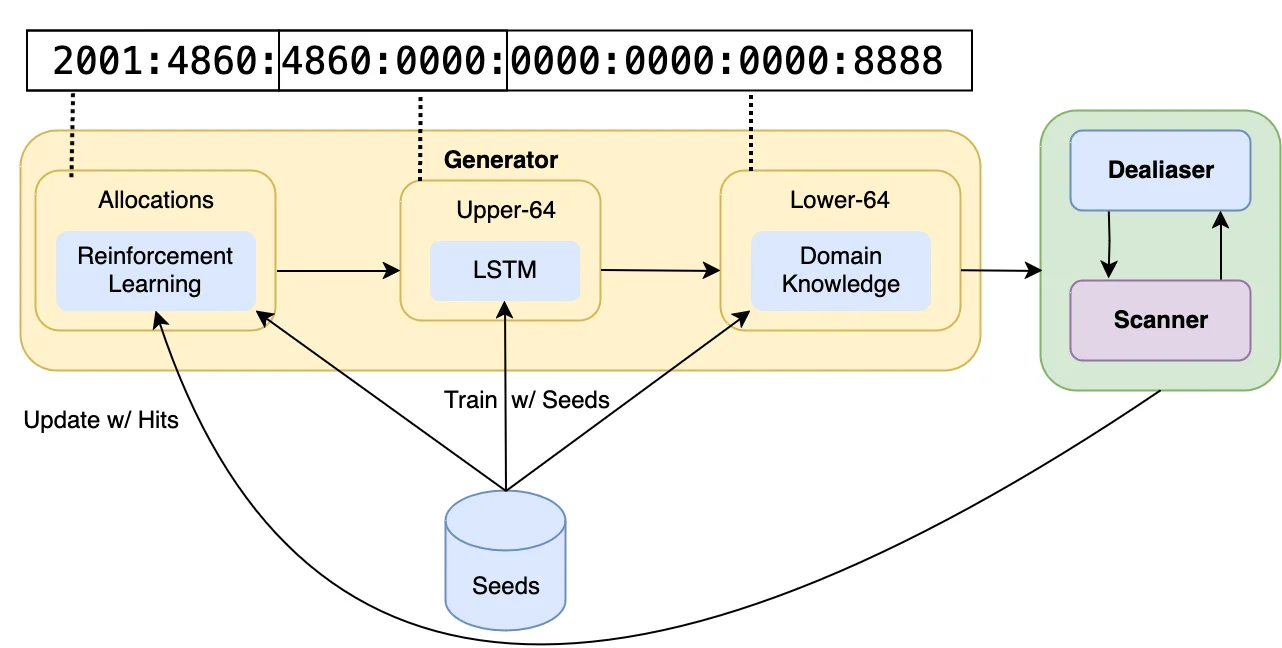 2001:4860:4860:0000:0000:0000:0000:8888
Generator
Allocations
Reinforcement
Learning
Upper-64
LSTM
Lower-64
Domain
Knowledge
Dealiaser
Scanner
Update w/ Hits
Train w/ Seeds
Seeds